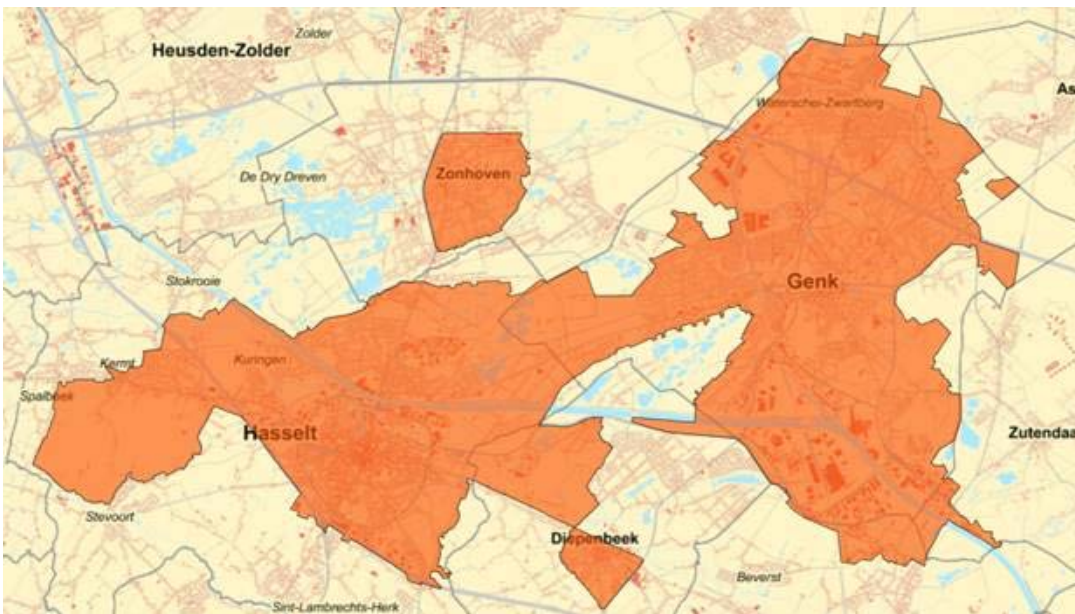 Zolder
Heusden-Zolder
As
Waterschei-Zwartberg
Zonhoven
De Dry Dreven
Stokrooie
Genk
Kuringen
Kermt
Spalbeek
Hasselt
Zutendaa
Stevoort
Diepenbeek
Beverst
Sint-Lambrechts-Herk